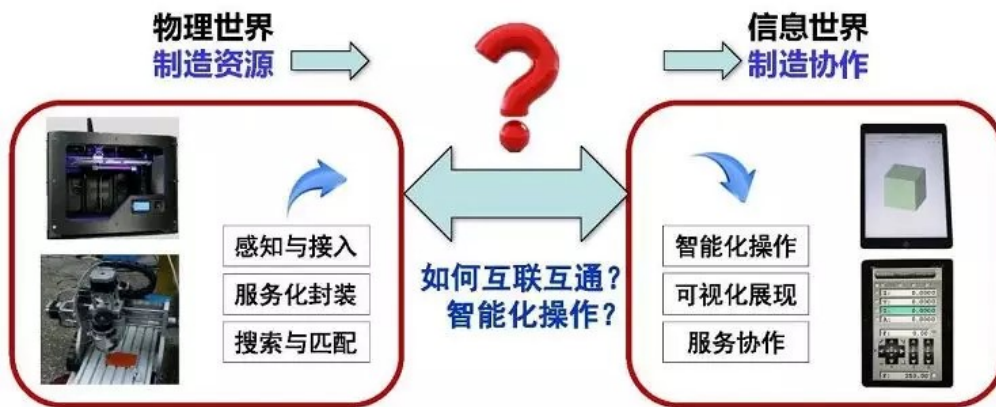 物理世界
制造资源
信息世界
制造协作
感知与接入
服务化封装
搜索与匹配
如何互联互通?
智能化操作?
智能化操作
可视化展现
服务协作